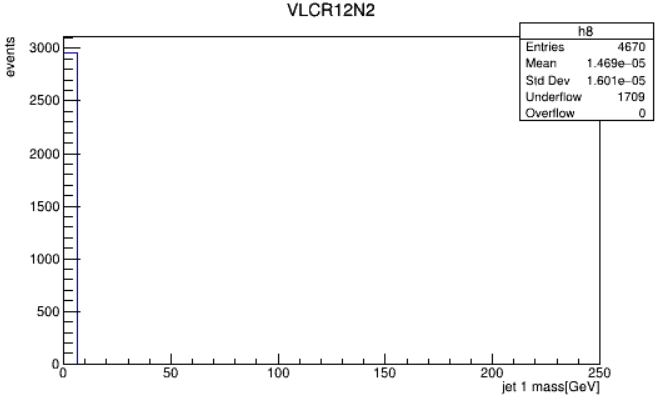 VLCR12N2
h8
Entries 4670
Mean 1.469e−05
Std Dev 1.601e−05
Underflow 1709
Overflow 0
events
3000
2500
2000
1500
1000
500
0
0 50 100 150 200 250
jet 1 mass[GeV]